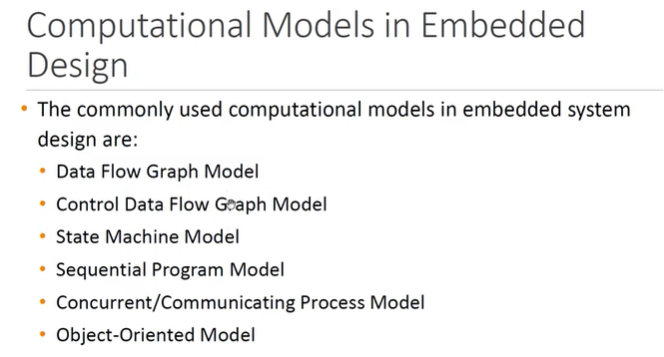 Computational Models in Embedded
Design
• The commonly used computational models in embedded system
design are:
• Data Flow Graph Model
• Control Data Flow Graph Model
• State Machine Model
• Sequential Program Model
• Concurrent/Communicating Process Model
• Object-Oriented Model